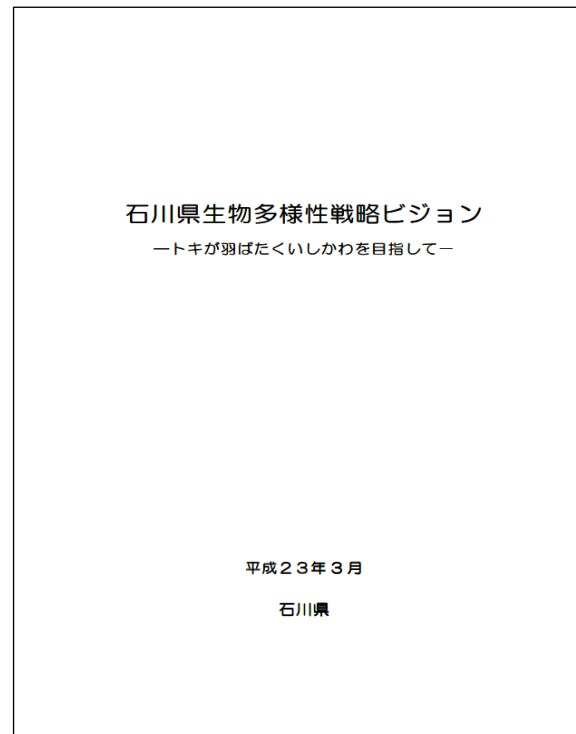 石川県生物多様性戦略ビジョン
―トキが羽ばたくいしかわを目指して―
平成２３年３月
石川県